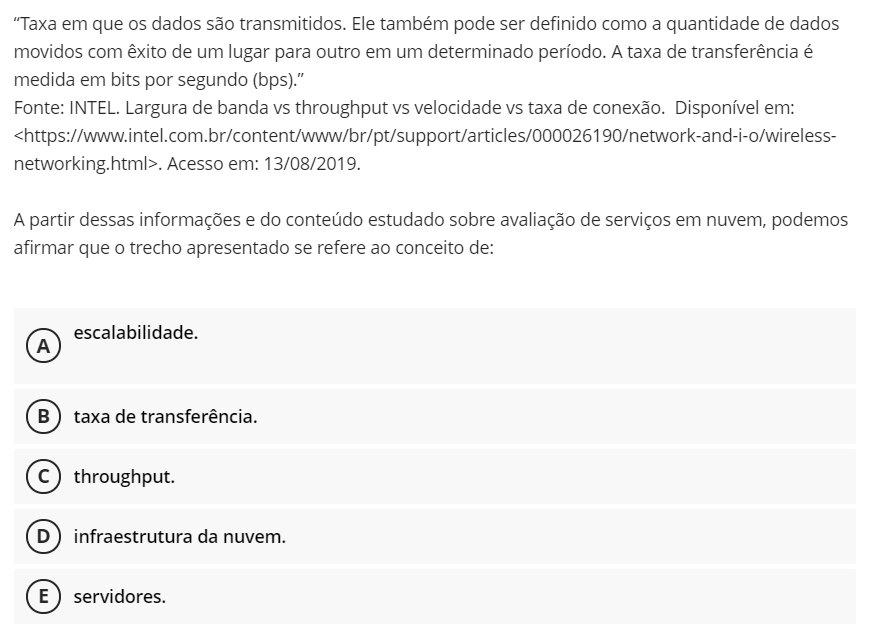 “Taxa em que os dados são transmitidos. Ele também pode ser definido como a quantidade de dados
movidos com êxito de um lugar para outro em um determinado período. A taxa de transferência é
medida em bits por segundo (bps).”
Fonte: INTEL. Largura de banda vs throughput vs velocidade vs taxa de conexão.  Disponível em:
<https://www.intel.com.br/content/www/br/pt/support/articles/000026190/network-and-i-o/wireless-
networking.html>. Acesso em: 13/08/2019.
A partir dessas informações e do conteúdo estudado sobre avaliação de serviços em nuvem, podemos
afirmar que o trecho apresentado se refere ao conceito de:
A escalabilidade.
B taxa de transferência.
C throughput.
D infraestrutura da nuvem.
E servidores.